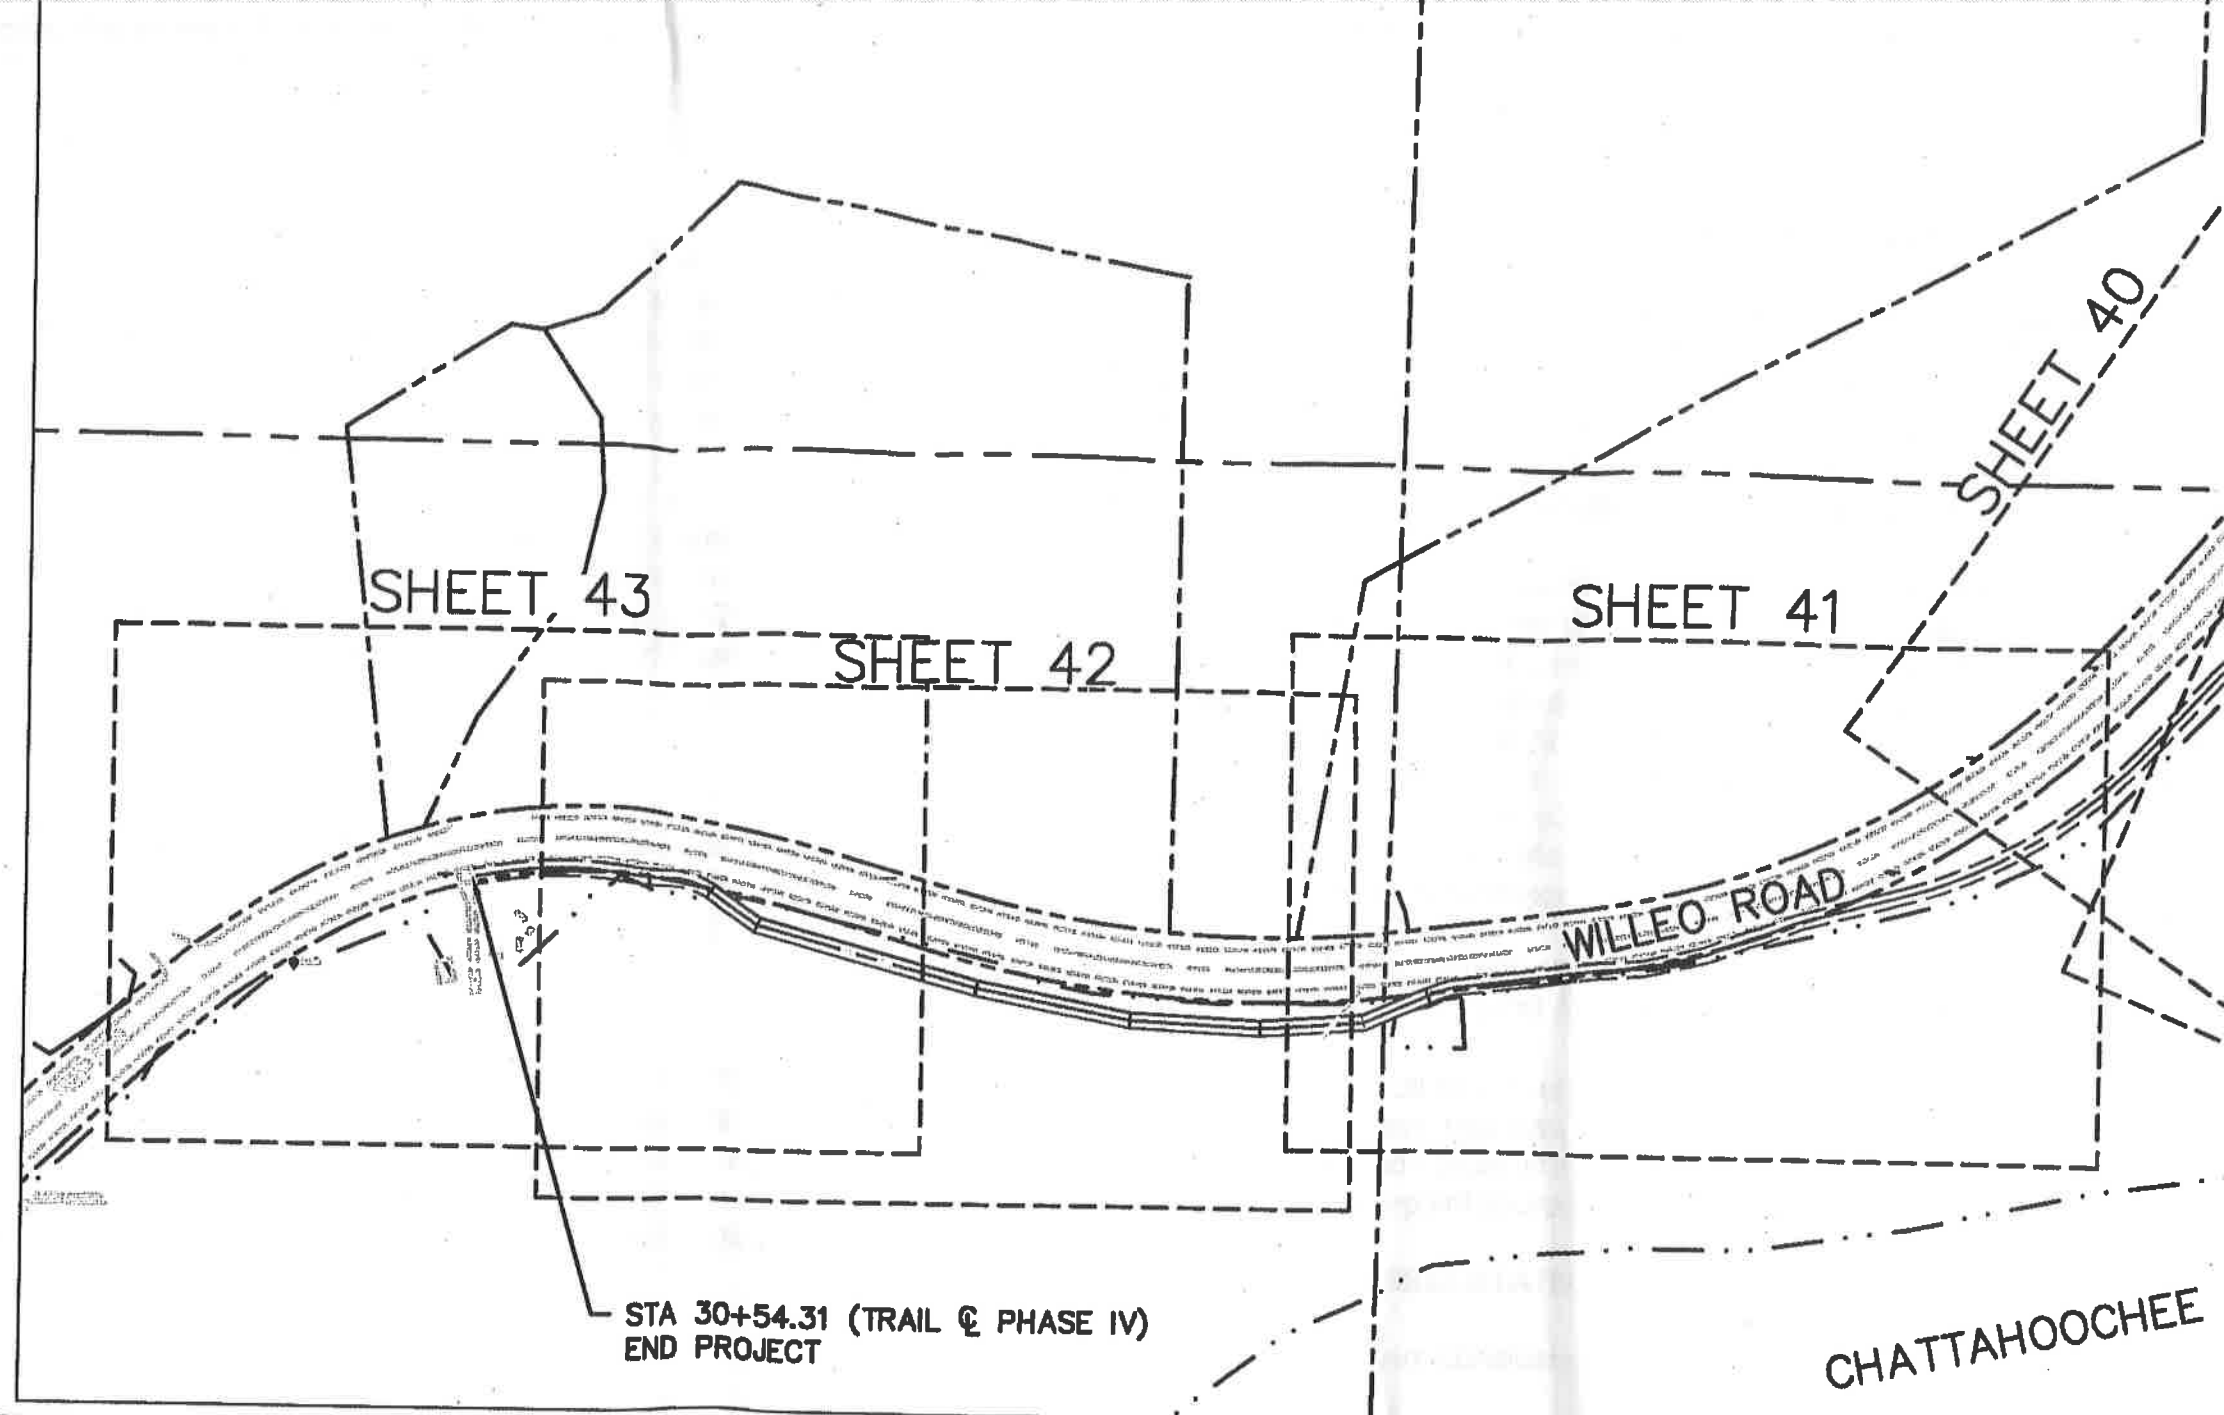 SHEET 40
SHEET 43
SHEET 41
SHEET 42
WILLEO ROAD
STA 30+54.31 (TRAIL ℄ PHASE IV)
END PROJECT
CHATTAHOOCHEE